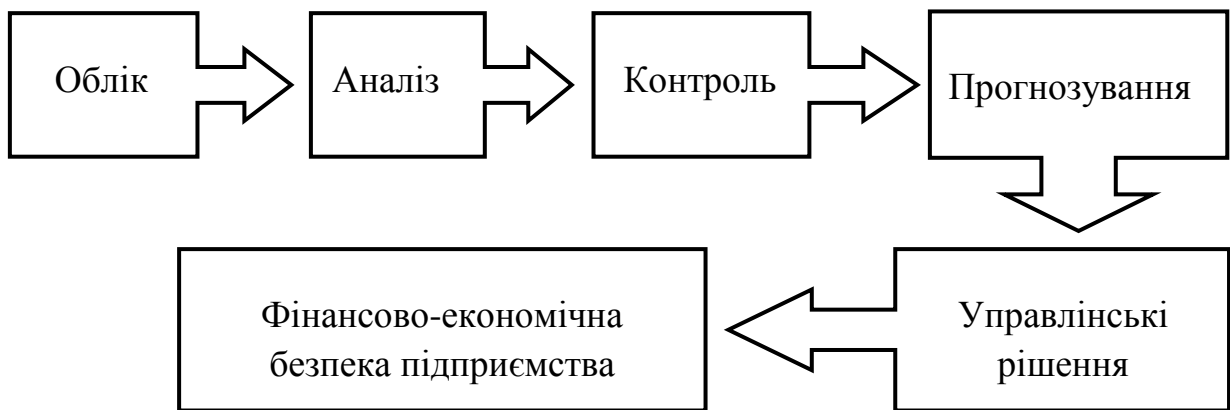 Облік
Аналіз
Контроль
Прогнозування
Управлінські
рішення
Фінансово-економічна
безпека підприємства